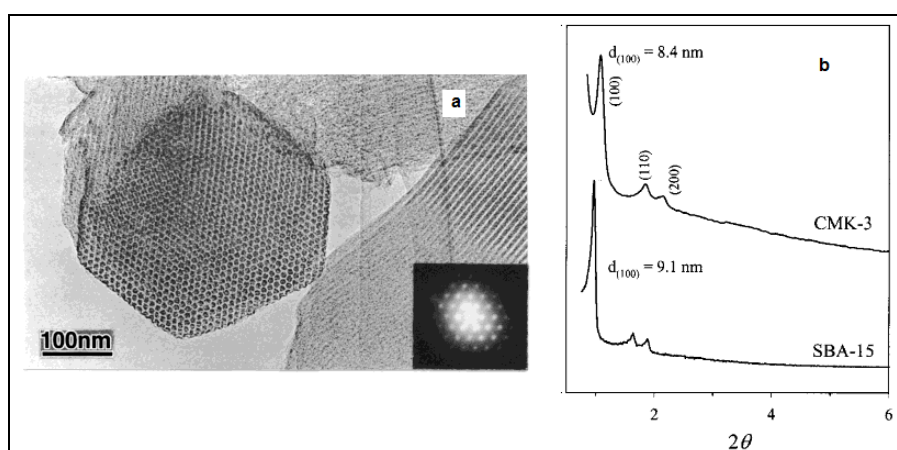 a
100nm
b
d(100) = 8.4 nm
(100)
(110)
(200)
CMK-3
d(100) = 9.1 nm
SBA-15
2
4
6
2θ